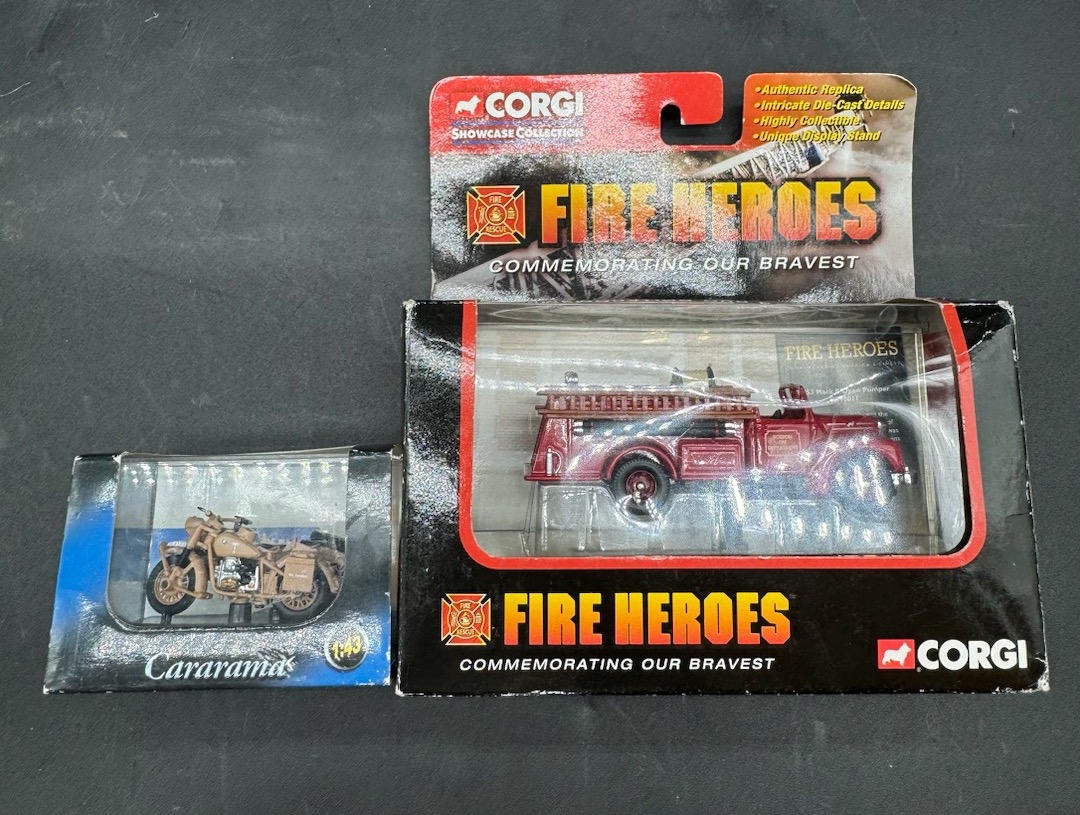 CORGI
SHOWCASE COLLECTION
•Authentic Replica
•Intricate Die-Cast Details
•Highly Collectible
•Unique Display Stand
FIRE RESCUE
FIRE HEROES
COMMEMORATING OUR BRAVEST
FIRE HEROES
Pumper
Cararama
1:43
FIRE RESCUE
FIRE HEROES
COMMEMORATING OUR BRAVEST
CORGI